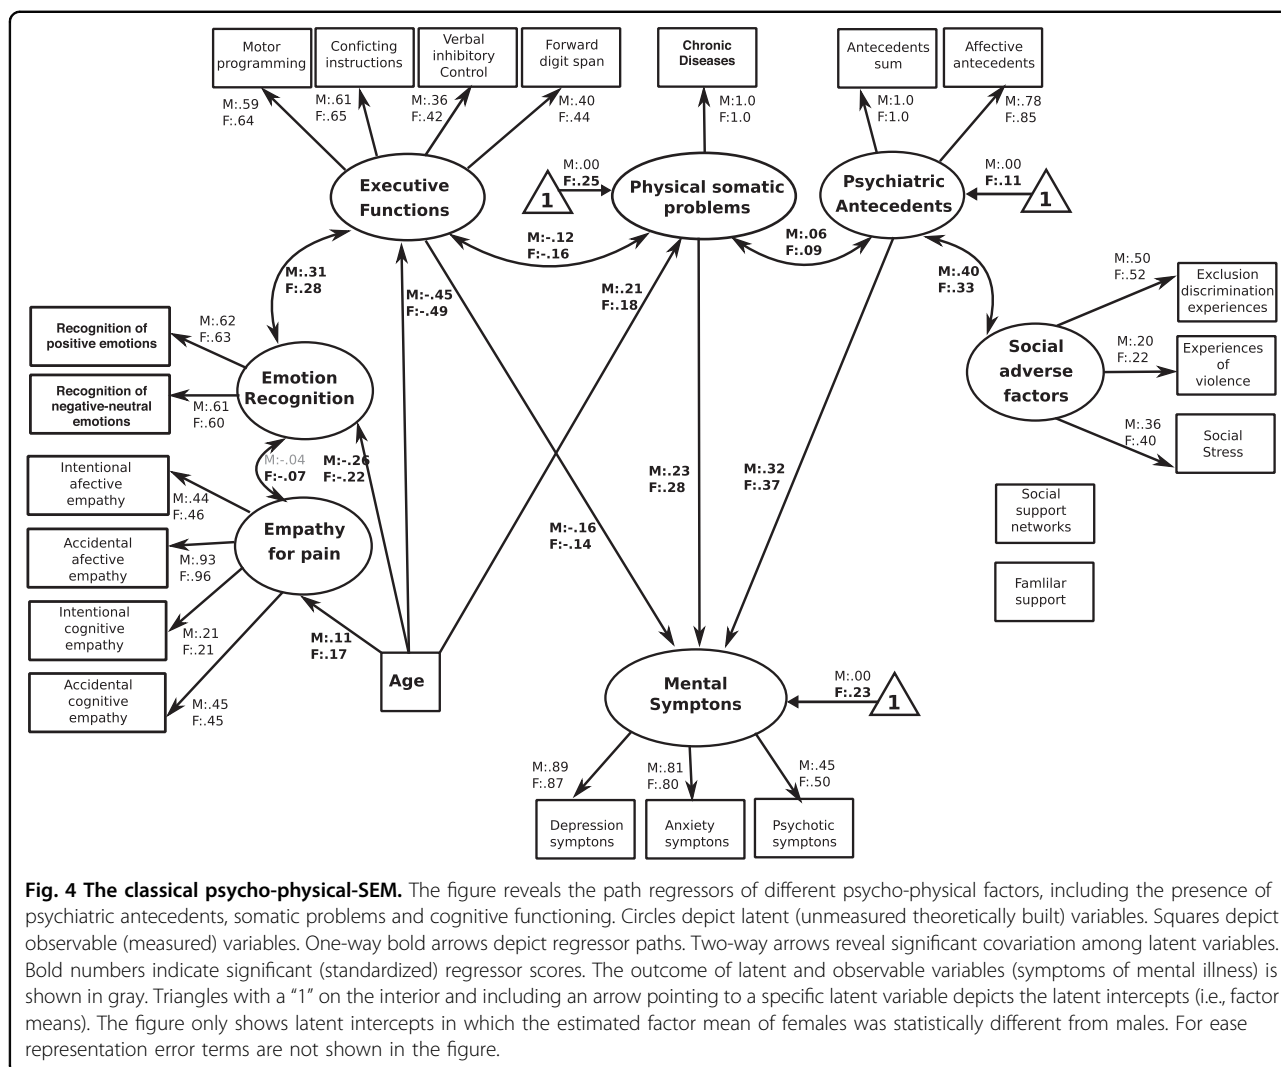 Motor
programming
Conficting
instructions
Verbal
inhibitory
Control
Forward
digit span
Chronic
Diseases
Antecedents
sum
Affective
antecedents
M:.59
F:.64
M:.61
F:.65
M:.36
F:.42
M:.40
F:.44
M:1.0
F:1.0
M:1.0
F:1.0
M:.78
F:.85
Executive
Functions
M:.00
F:.25
1
Physical somatic
problems
Psychiatric
Antecedents
M:.00
F:.11
1
M:-.12
F:-.16
M:.06
F:.09
M:.31
F:.28
M:-.45
F:-.49
M:.21
F:.18
M:.40
F:.33
M:.50
F:.52
Exclusion
discrimination
experiences
Recognition of
positive emotions
M:.62
F:.63
Emotion
Recognition
Social
adverse
factors
M:.20
F:.22
Experiences
of
violence
Recognition of
negative-neutral
emotions
M:.61
F:.60
M:.36
F:.40
Social
Stress
M:-.04
F:-.07
M:-.26
F:-.22
Intentional
afective
empathy
M:.44
F:.46
M:.23
F:.28
M:.32
F:.37
Social
support
networks
Empathy
for pain
M:-.16
F:-.14
Accidental
afective
empathy
M:.93
F:.96
Famlilar
support
Intentional
cognitive
empathy
M:.21
F:.21
M:.11
F:.17
Age
Accidental
cognitive
empathy
M:.45
F:.45
Mental
Symptons
M:.00
F:.23
1
M:.89
F:.87
M:.81
F:.80
M:.45
F:.50
Depression
symptons
Anxiety
symptons
Psychotic
symptons
Fig. 4 The classical psycho-physical-SEM. The figure reveals the path regressors of different psycho-physical factors, including the presence of
psychiatric antecedents, somatic problems and cognitive functioning. Circles depict latent (unmeasured theoretically built) variables. Squares depict
observable (measured) variables. One-way bold arrows depict regressor paths. Two-way arrows reveal significant covariation among latent variables.
Bold numbers indicate significant (standardized) regressor scores. The outcome of latent and observable variables (symptoms of mental illness) is
shown in gray. Triangles with a “1” on the interior and including an arrow pointing to a specific latent variable depicts the latent intercepts (i.e., factor
means). The figure only shows latent intercepts in which the estimated factor mean of females was statistically different from males. For ease
representation error terms are not shown in the figure.